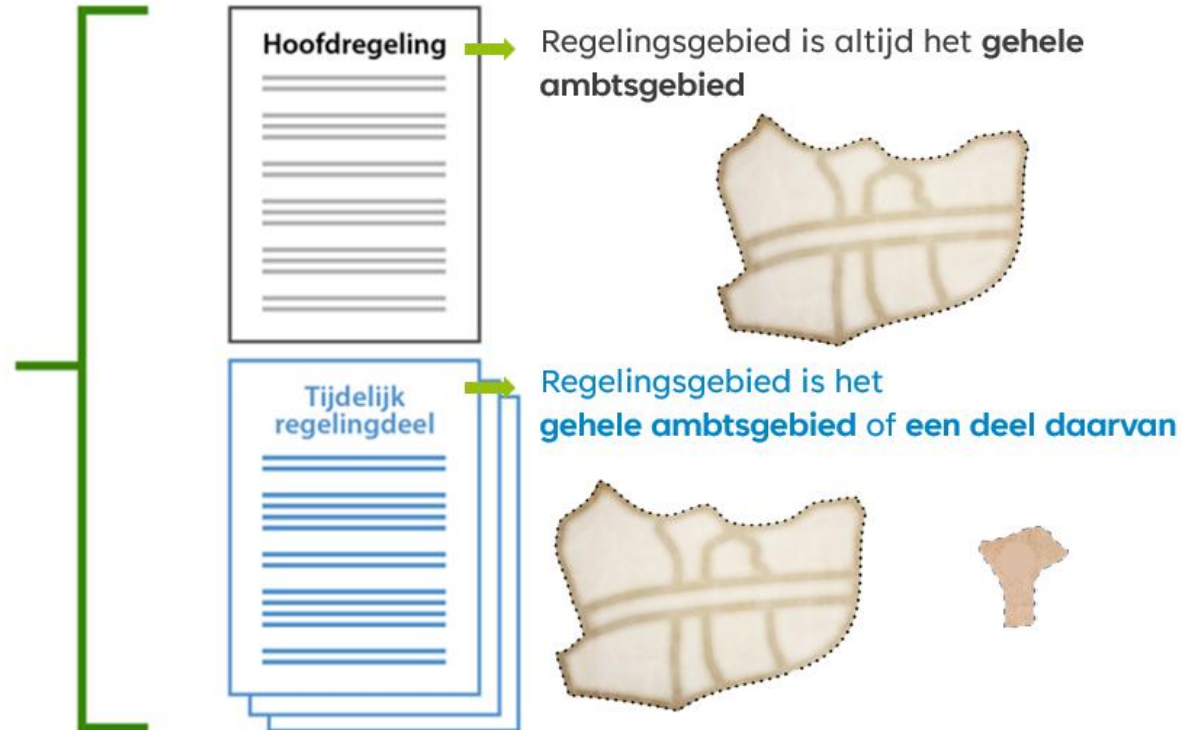 Hoofdregeling
Regelingsgebied is altijd het gehele
ambtsgebied
Tijdelijk
regelingdeel
Regelingsgebied is het
gehele ambtsgebied of een deel daarvan